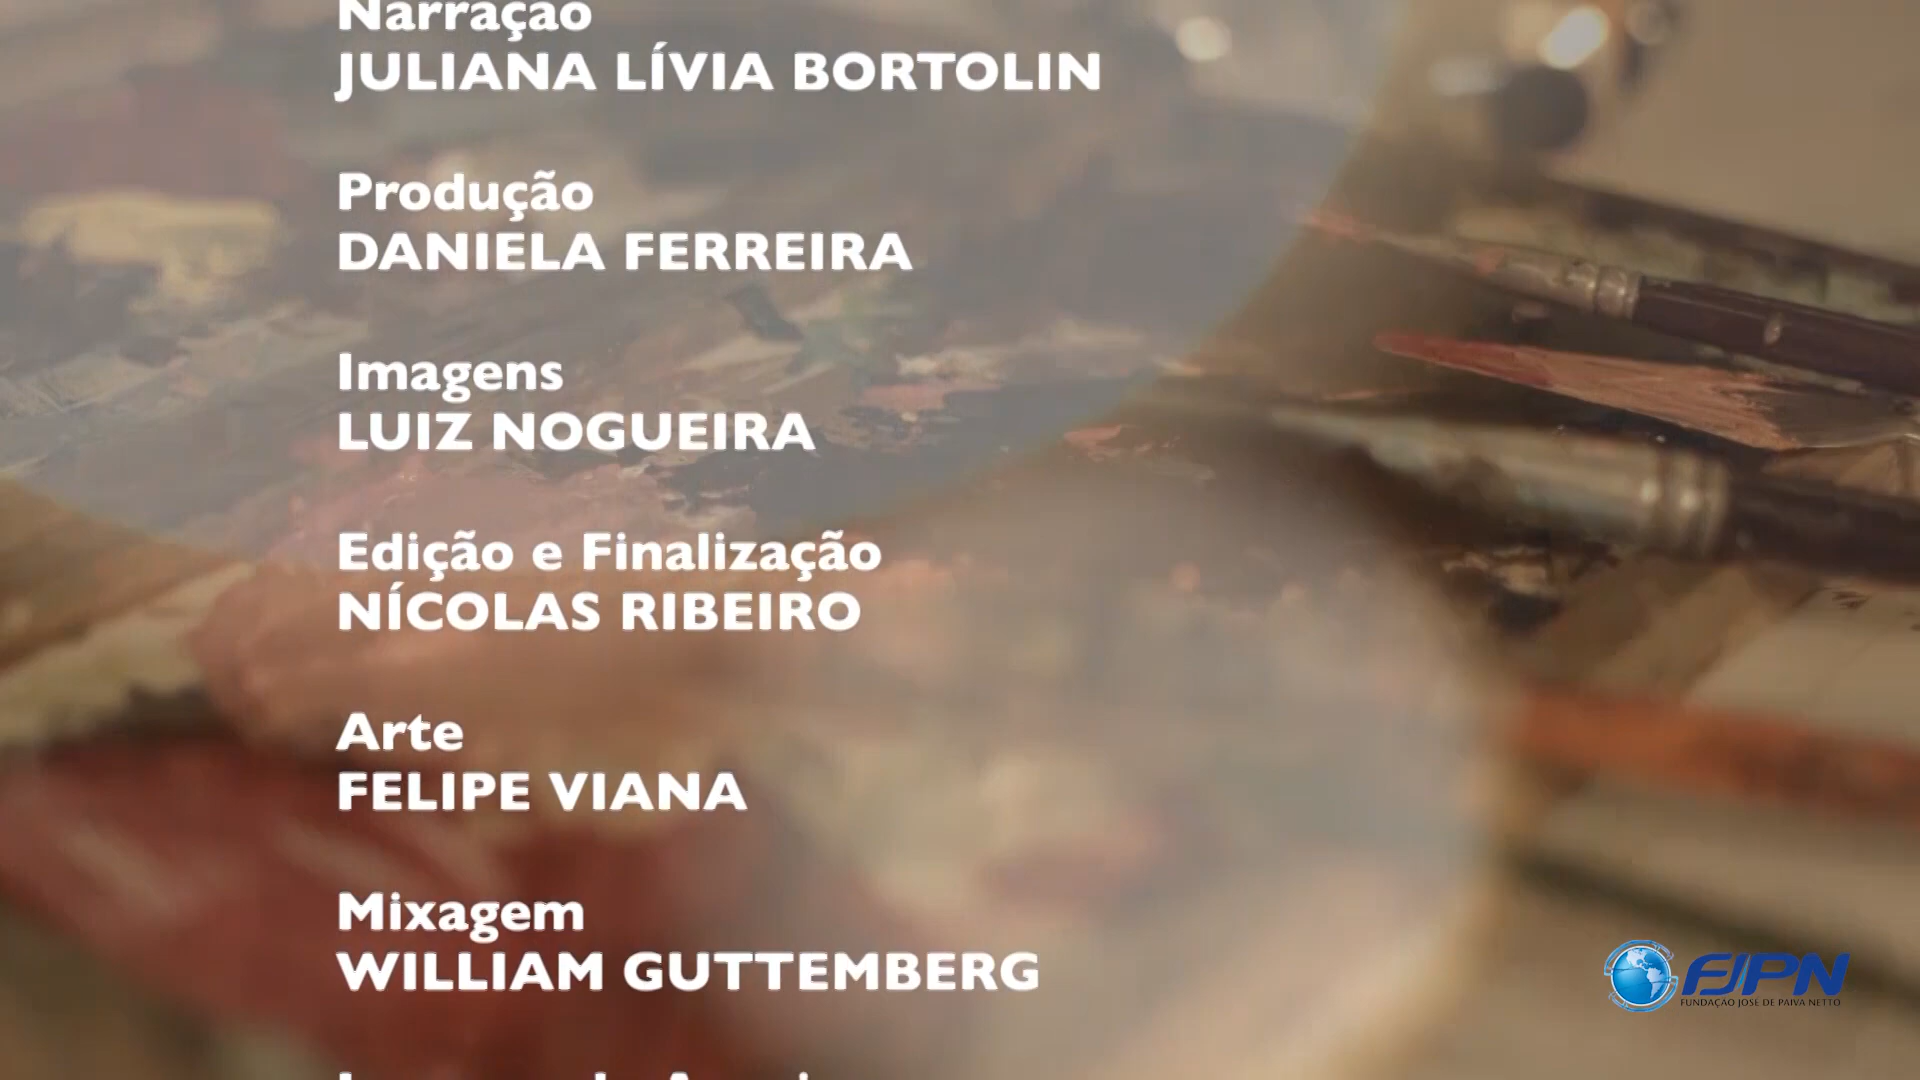 Narração
JULIANA LÍVIA BORTOLIN
Produção
DANIELA FERREIRA
Imagens
LUIZ NOGUEIRA
Edição e Finalização
NÍCOLAS RIBEIRO
Arte
FELIPE VIANA
Mixagem
WILLIAM GUTTEMBERG
FJPN
FUNDAÇÃO JOSÉ DE PAIVA NETTO